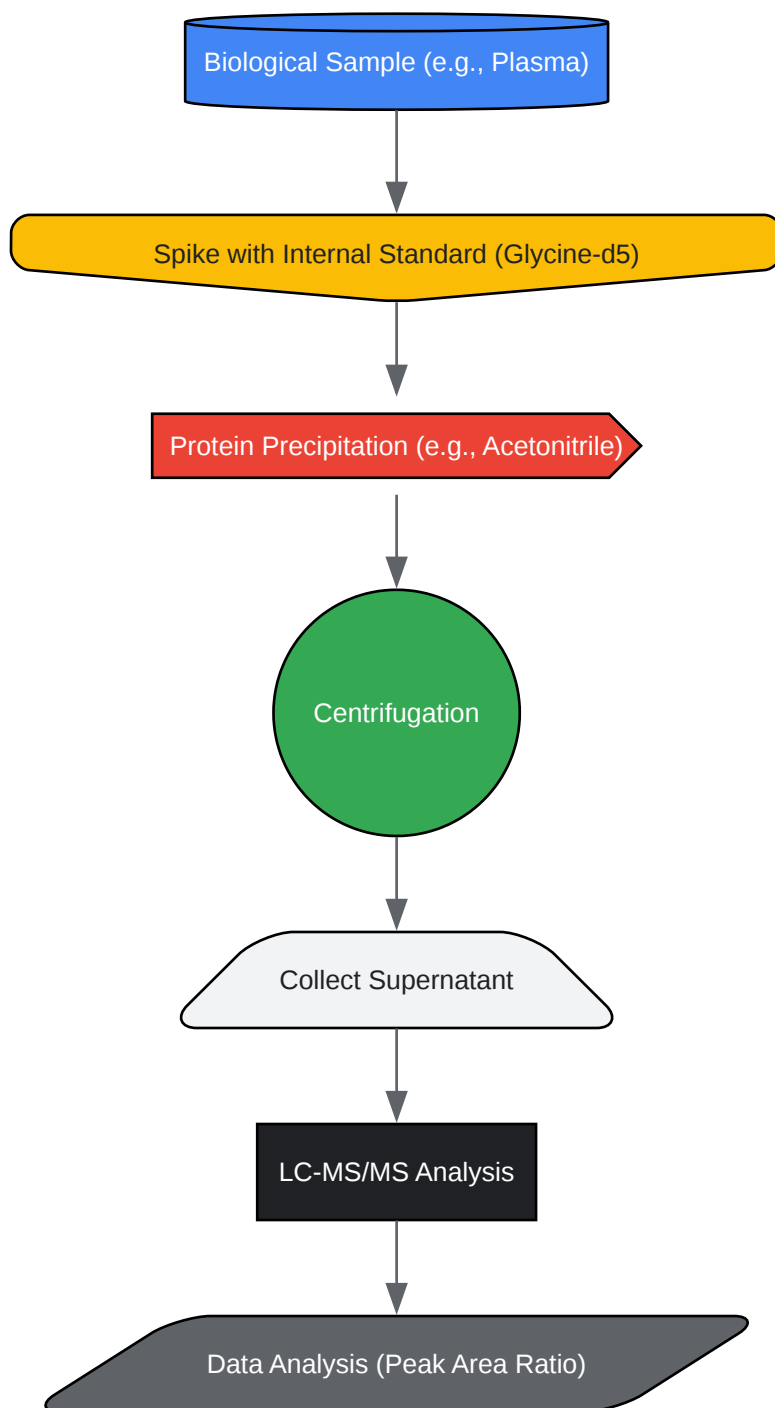 Biological Sample (e.g., Plasma)
Spike with Internal Standard (Glycine-d5)
Protein Precipitation (e.g., Acetonitrile)
Centrifugation
Collect Supernatant
LC-MS/MS Analysis
Data Analysis (Peak Area Ratio)